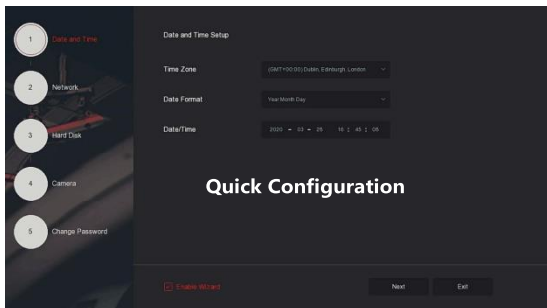 1 Date and Time
2 Network
3 Hard Disk
4 Camera
5 Change Password
Date and Time Setup
Time Zone (GMT+00:00) Dublin, Edinburgh, London
Date Format Year Month Day
Date/Time 2020 - 03 - 26 16 : 45 : 06
Quick Configuration
Enable Wizard
Next Exit